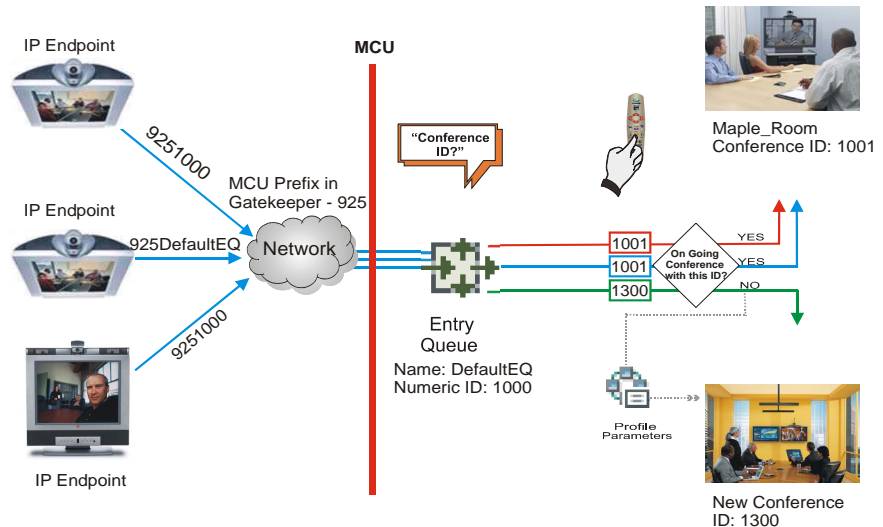 IP Endpoint
9251000
IP Endpoint
925DefaultEQ
9251000
IP Endpoint
MCU Prefix in
Gatekeeper - 925
Network
MCU
“Conference
ID?”
Entry
Queue
Name: DefaultEQ
Numeric ID: 1000
1001
1001
1300
On Going
Conference
with this ID?
YES
YES
NO
Maple_Room
Conference ID: 1001
Profile
Parameters
New Conference
ID: 1300